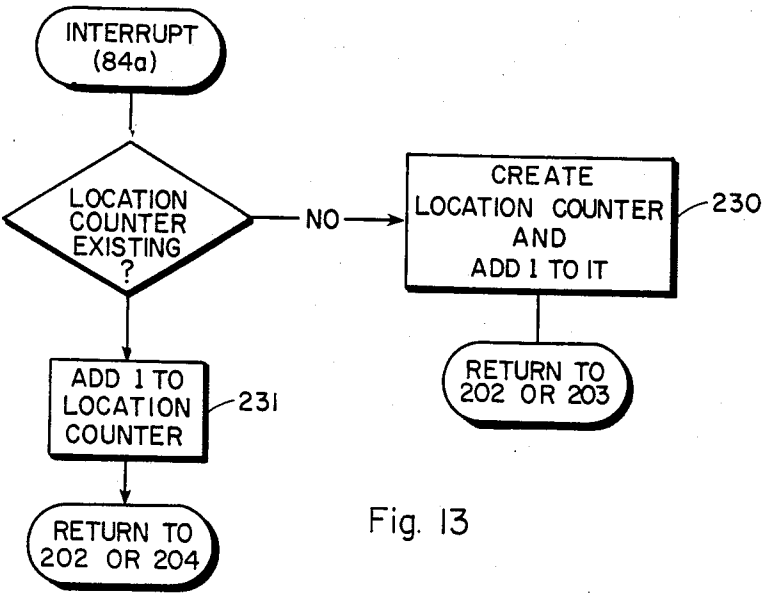 INTERRUPT
(84a)
LOCATION
COUNTER
EXISTING
?
NO
CREATE
LOCATION COUNTER
AND
ADD 1 TO IT
230
RETURN TO
202 OR 203
ADD 1 TO
LOCATION
COUNTER
231
RETURN TO
202 OR 204
Fig. 13